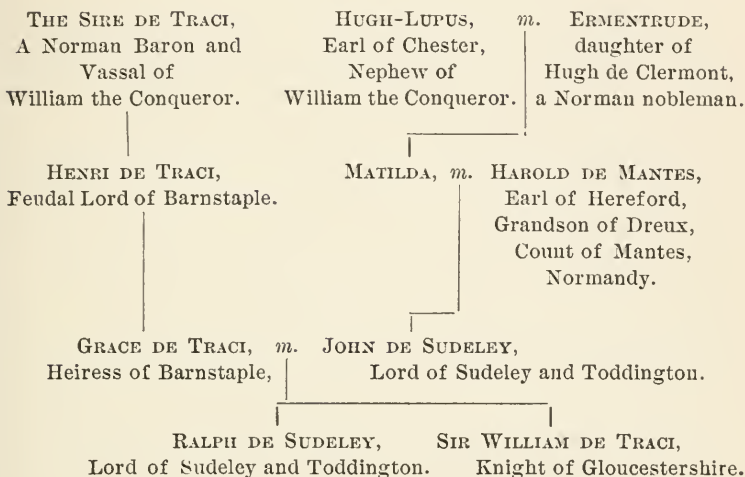 THE SIRE DE TRACI,
A Norman Baron and
Vassal of
William the Conqueror.
HUGH-LUPUS,
Earl of Chester,
Nephew of
William the Conqueror.
m.
ERMENTRUDE,
daughter of
Hugh de Clermont,
a Norman nobleman.
HENRI DE TRACI,
Feudal Lord of Barnstaple.
MATILDA, m. HAROLD DE MANTES,
Earl of Hereford,
Grandson of Dreux,
Count of Mantes,
Normandy.
GRACE DE TRACI, m. JOHN DE SUDELEY,
Heiress of Barnstaple, Lord of Sudeley and Toddington.
RALPH DE SUDELEY,
Lord of Sudeley and Toddington.
SIR WILLIAM DE TRACI,
Knight of Gloucestershire.